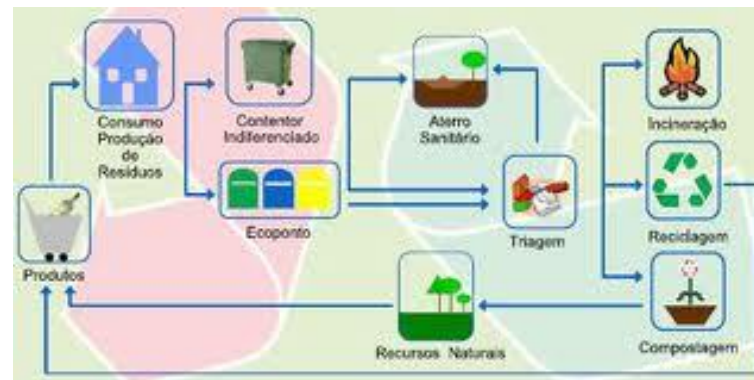 Consumo
Produção
de
Resíduos
Contentor
Indiferenciado
Aterro
Sanitário
Incineração
Ecoponto
Triagem
Reciclagem
Produtos
Recursos Naturais
Compostagem